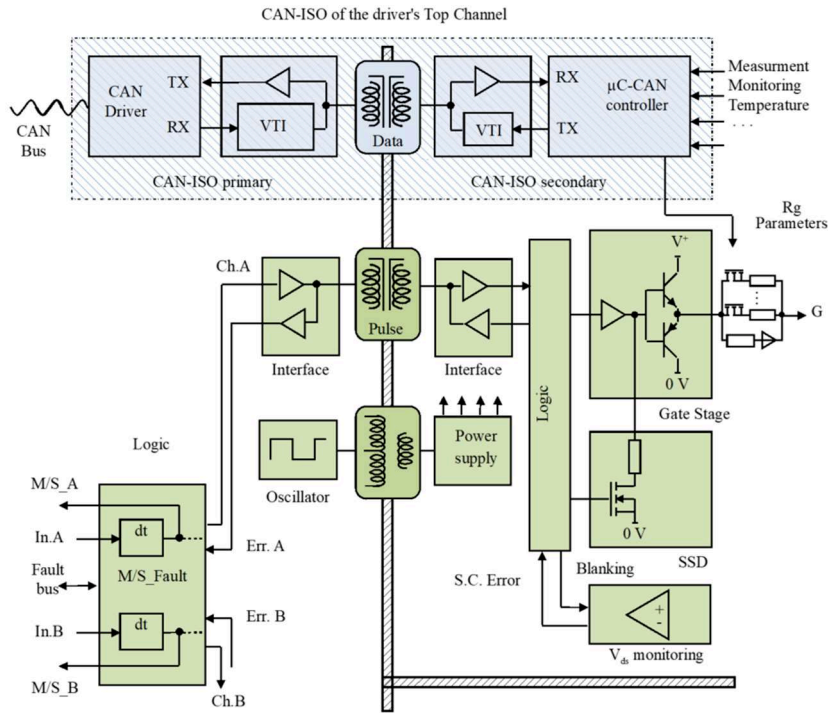 CAN-ISO of the driver's Top Channel
CAN
Driver
TX
RX
VTI
Data
VTI
RX
TX
µC-CAN
controller
Measurment
Monitoring
Temperature
. . .
CAN
Bus
CAN-ISO primary
CAN-ISO secondary
Rg
Parameters
Ch.A
Interface
Pulse
Interface
Logic
V+
0 V
Gate Stage
G
Logic
Oscillator
Power
supply
M/S_A
In.A
dt
Err. A
Fault
bus
M/S_Fault
In.B
dt
Err. B
M/S_B
Ch.B
0 V
SSD
S.C. Error
Blanking
+
-
Vds monitoring